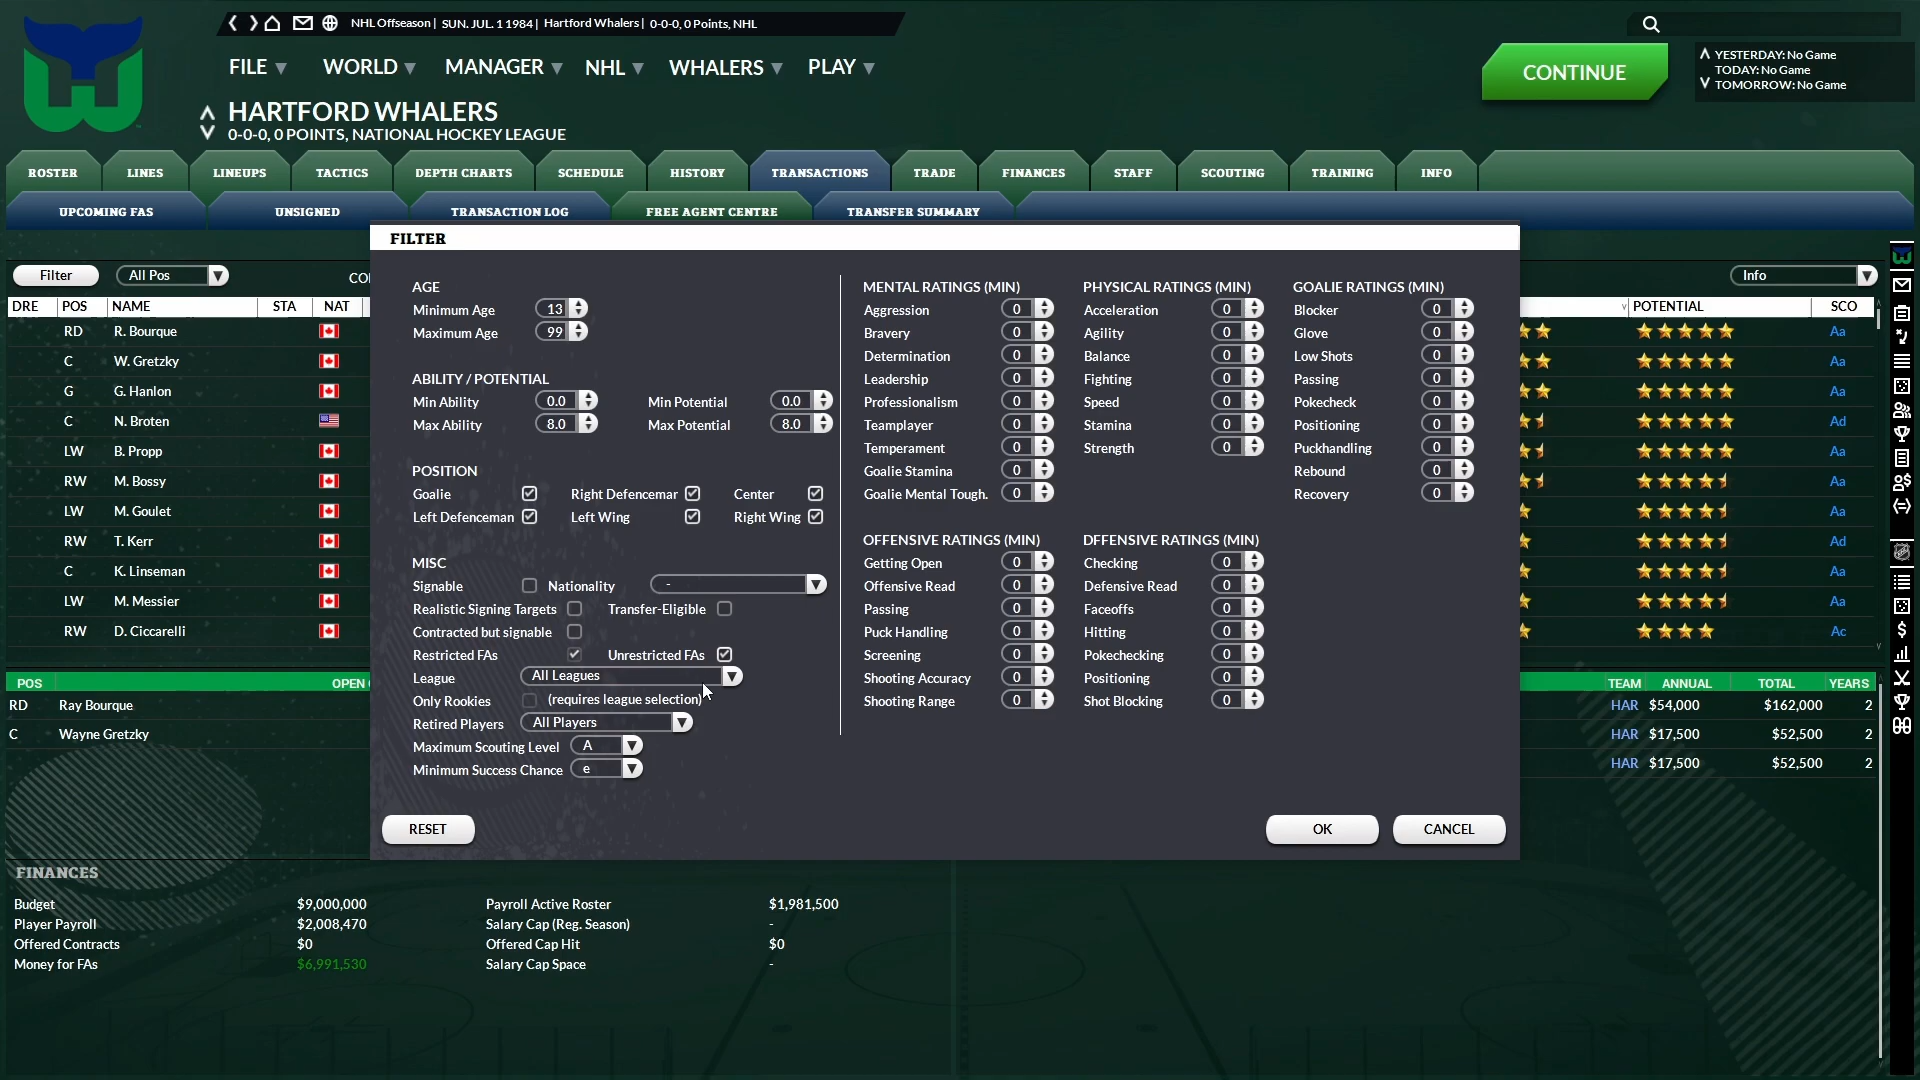 NHL Offseason | SUN. JUL. 1 1984 | Hartford Whalers | 0-0-0, 0 Points, NHL
FILE WORLD MANAGER NHL WHALERS PLAY
CONTINUE
YESTERDAY: No Game
TODAY: No Game
TOMORROW: No Game
HARTFORD WHALERS
0-0-0, 0 POINTS, NATIONAL HOCKEY LEAGUE
ROSTER LINES LINEUPS TACTICS DEPTH CHARTS SCHEDULE HISTORY TRANSACTIONS TRADE FINANCES STAFF SCOUTING TRAINING INFO
UPCOMING FAS UNSIGNED TRANSACTION LOG FREE AGENT CENTRE TRANSFER SUMMARY
Filter All Pos Info
DRE POS NAME STA NAT POTENTIAL SCO
RD R. Bourque Aa
C W. Gretzky Aa
G G. Hanlon Aa
C N. Broten Ad
LW B. Propp Aa
RW M. Bossy Aa
LW M. Goulet Aa
RW T. Kerr Ad
C K. Linseman Aa
LW M. Messier Aa
RW D. Ciccarelli Ac
FILTER
AGE
Minimum Age 13
Maximum Age 99
ABILITY / POTENTIAL
Min Ability 0.0 Min Potential 0.0
Max Ability 8.0 Max Potential 8.0
POSITION
Goalie Right Defenceman Center
Left Defenceman Left Wing Right Wing
MISC
Signable Nationality -
Realistic Signing Targets Transfer-Eligible
Contracted but signable
Restricted FAs Unrestricted FAs
League All Leagues
Only Rookies (requires league selection)
Retired Players All Players
Maximum Scouting Level A
Minimum Success Chance e
MENTAL RATINGS (MIN)
Aggression 0
Bravery 0
Determination 0
Leadership 0
Professionalism 0
Teamplayer 0
Temperament 0
Goalie Stamina 0
Goalie Mental Tough. 0
PHYSICAL RATINGS (MIN)
Acceleration 0
Agility 0
Balance 0
Fighting 0
Speed 0
Stamina 0
Strength 0
GOALIE RATINGS (MIN)
Blocker 0
Glove 0
Low Shots 0
Passing 0
Pokecheck 0
Positioning 0
Puckhandling 0
Rebound 0
Recovery 0
OFFENSIVE RATINGS (MIN)
Getting Open 0
Offensive Read 0
Passing 0
Puck Handling 0
Screening 0
Shooting Accuracy 0
Shooting Range 0
DFFENSIVE RATINGS (MIN)
Checking 0
Defensive Read 0
Faceoffs 0
Hitting 0
Pokechecking 0
Positioning 0
Shot Blocking 0
RESET OK CANCEL
POS TEAM ANNUAL TOTAL YEARS
RD Ray Bourque HAR $54,000 $162,000 2
C Wayne Gretzky HAR $17,500 $52,500 2
HAR $17,500 $52,500 2
FINANCES
Budget $9,000,000 Payroll Active Roster $1,981,500
Player Payroll $2,008,470 Salary Cap (Reg. Season) -
Offered Contracts $0 Offered Cap Hit $0
Money for FAs $6,991,530 Salary Cap Space -